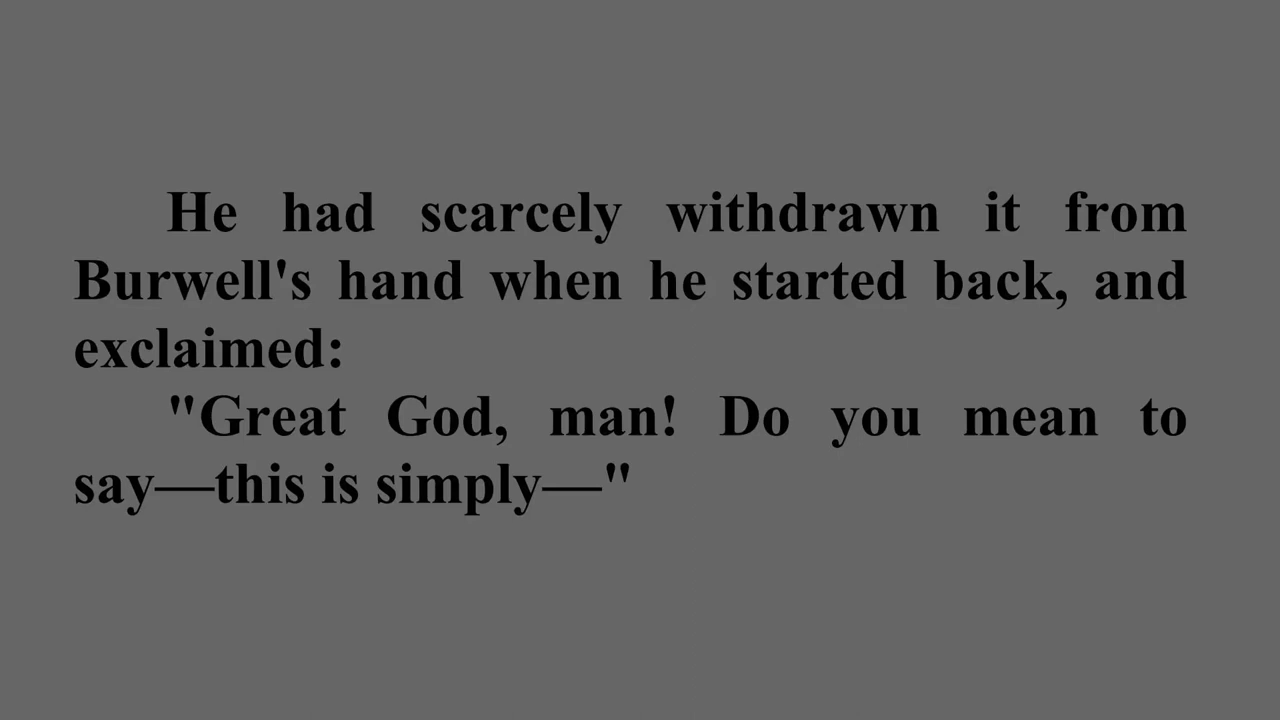 He had scarcely withdrawn it from
Burwell's hand when he started back, and
exclaimed:
"Great God, man! Do you mean to
say—this is simply—"